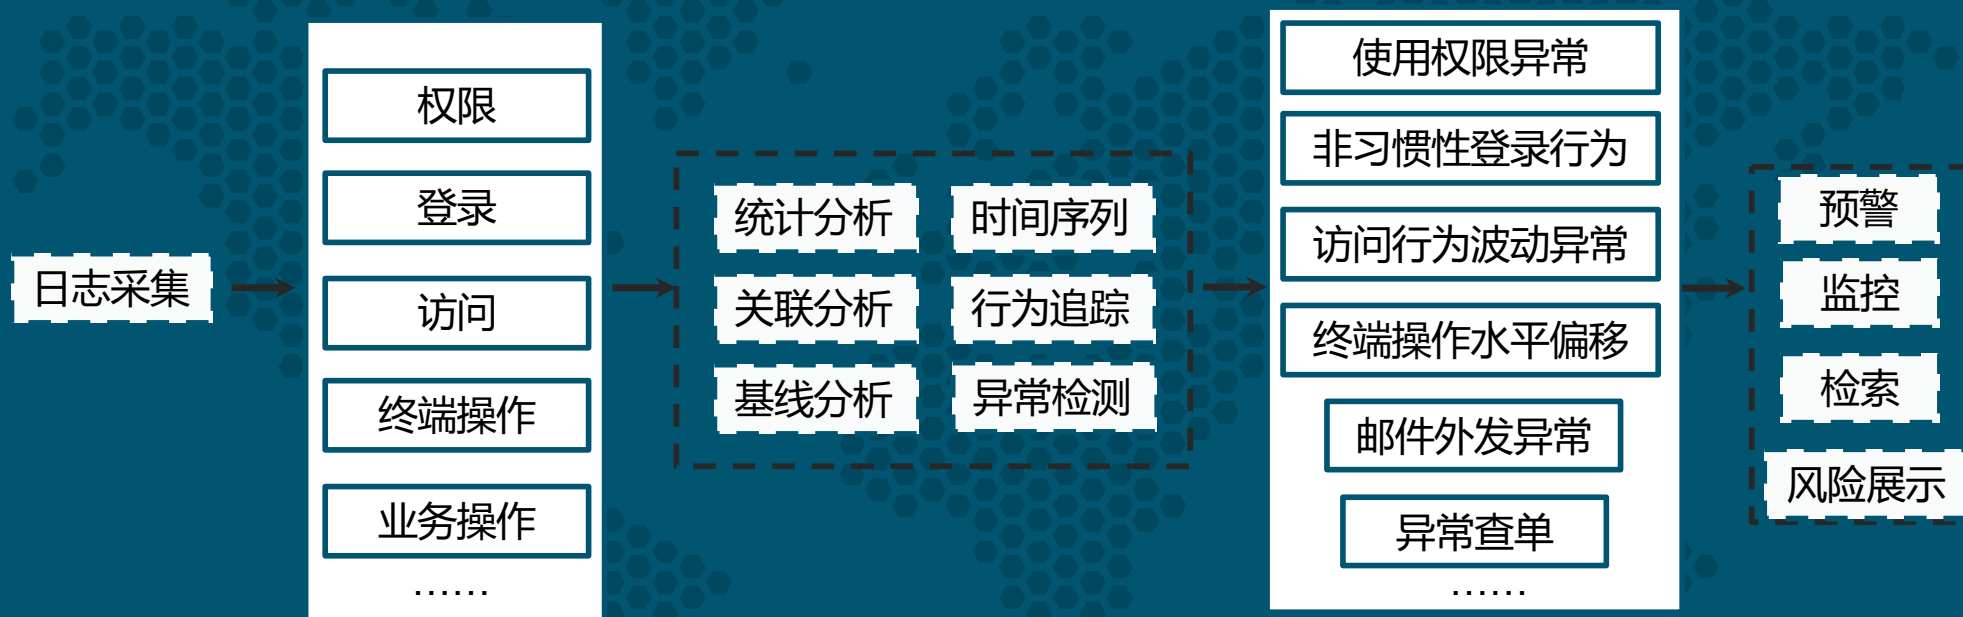 日志采集
权限
登录
访问
终端操作
业务操作
……
统计分析
时间序列
关联分析
行为追踪
基线分析
异常检测
使用权限异常
非习惯性登录行为
访问行为波动异常
终端操作水平偏移
邮件外发异常
异常查单
……
预警
监控
检索
风险展示